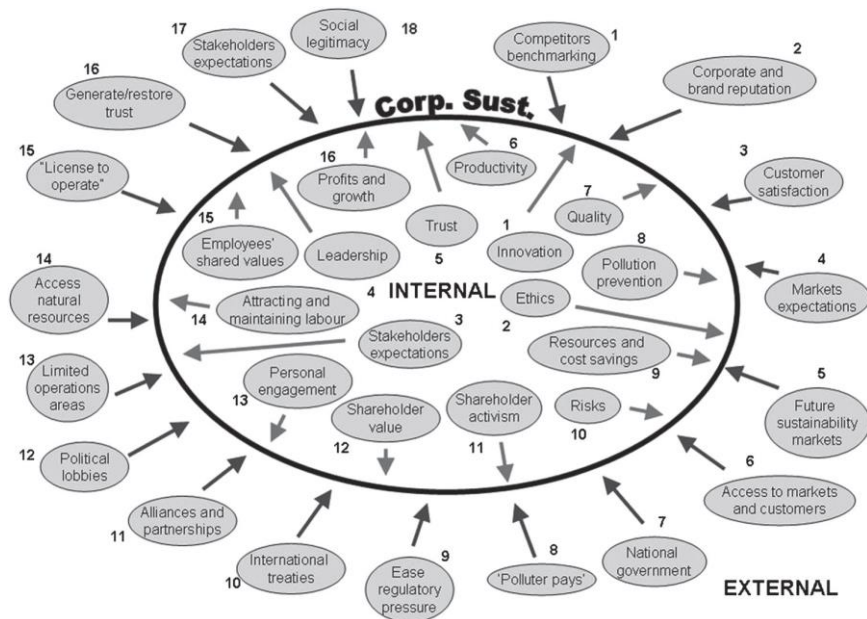 18
Social
legitimacy
17
Stakeholders
expectations
1
Competitors
benchmarking
2
Corporate and
brand reputation
16
Generate/restore
trust
Corp. Sust.
3
Customer
satisfaction
15
"License to
operate"
4
Markets
expectations
14
Access
natural
resources
5
Future
sustainability
markets
13
Limited
operations
areas
6
Access to markets
and customers
12
Political
lobbies
7
National
government
11
Alliances and
partnerships
8
'Polluter pays'
10
International
treaties
9
Ease
regulatory
pressure
EXTERNAL
INTERNAL
16
Profits and
growth
6
Productivity
15
Employees'
shared values
Leadership
4
Trust
5
1
Innovation
7
Quality
8
Pollution
prevention
Ethics
2
14
Attracting and
maintaining labour
3
Stakeholders
expectations
Resources and
cost savings
9
13
Personal
engagement
12
Shareholder
value
11
Shareholder
activism
10
Risks